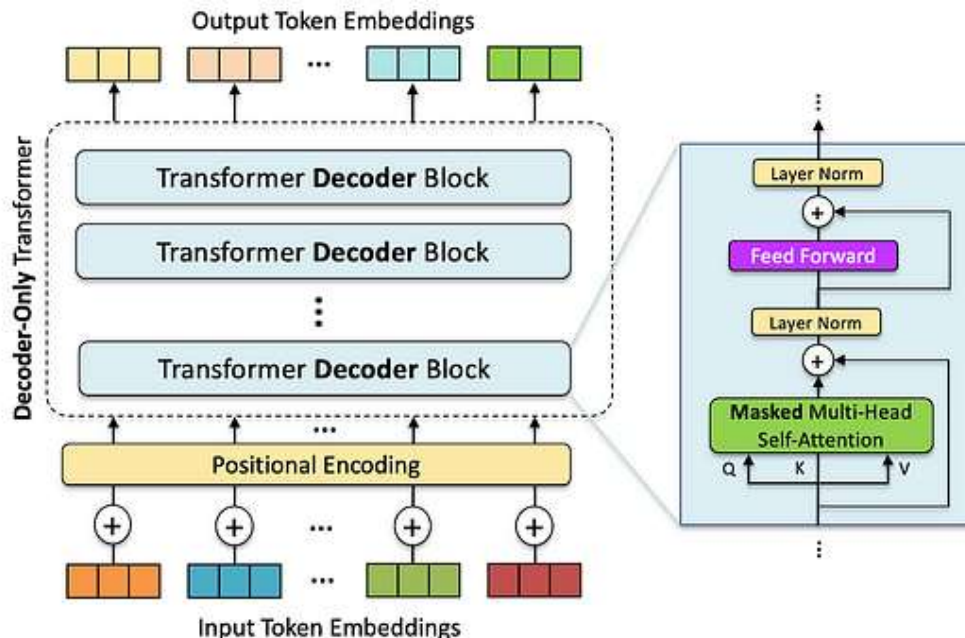 Output Token Embeddings
...
Decoder-Only Transformer
Transformer Decoder Block
Transformer Decoder Block
⋮
Transformer Decoder Block
...
Positional Encoding
+ + ... + +
...
Input Token Embeddings
...
Layer Norm
+
Feed Forward
Layer Norm
+
Masked Multi-Head
Self-Attention
Q K V
...